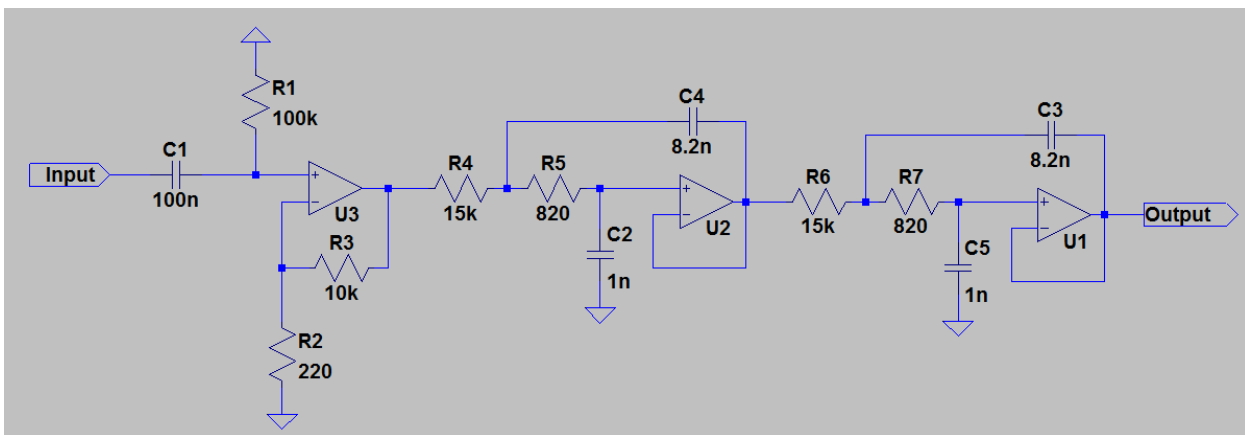 Input
C1
100n
R1
100k
U3
R3
10k
R2
220
R4
15k
R5
820
C4
8.2n
C2
1n
U2
R6
15k
R7
820
C3
8.2n
C5
1n
U1
Output